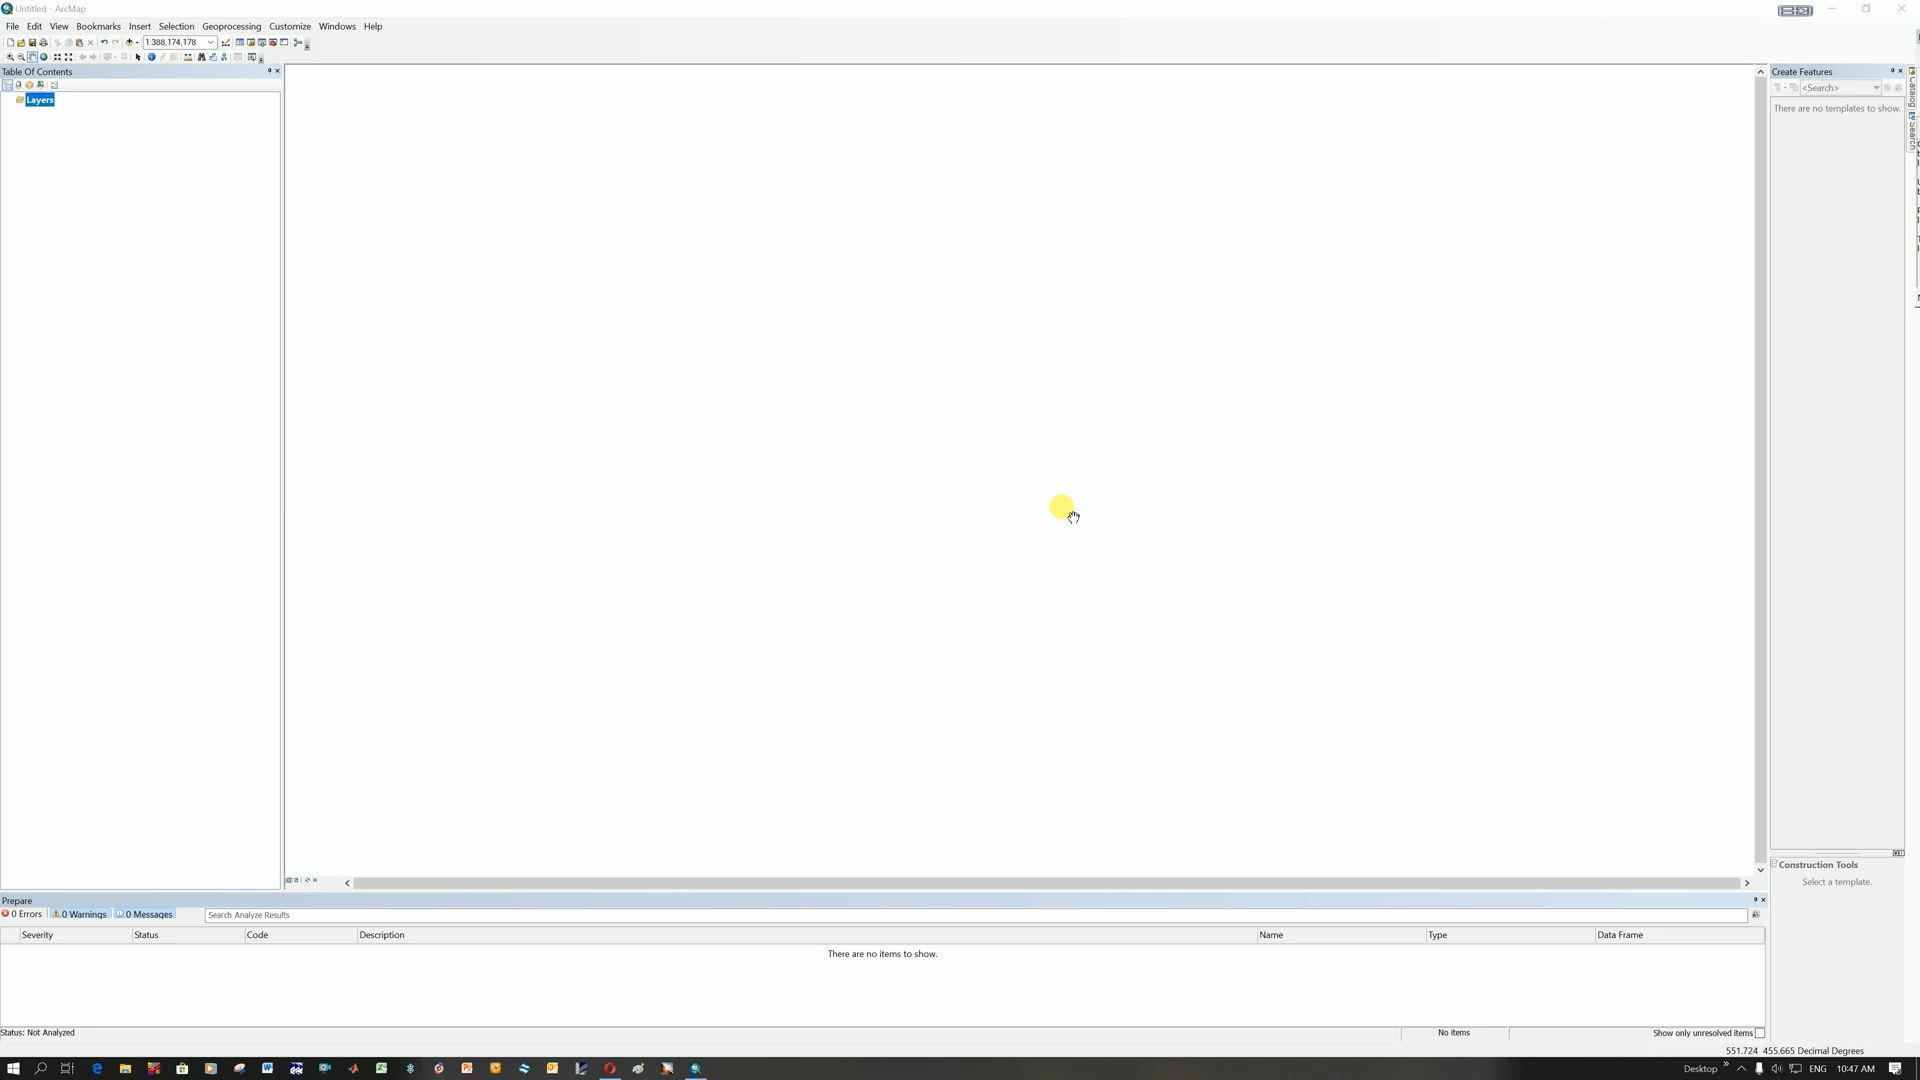 Untitled - ArcMap
File Edit View Bookmarks Insert Selection Geoprocessing Customize Windows Help
1:388,174,178
Table Of Contents
Layers
Create Features
<Search>
There are no templates to show.
Catalog
Search
Construction Tools
Select a template.
Prepare
0 Errors 0 Warnings 0 Messages Search Analyze Results
Severity Status Code Description Name Type Data Frame
There are no items to show.
Status: Not Analyzed No items Show only unresolved items
551.724 455.665 Decimal Degrees
Desktop ENG 10:47 AM